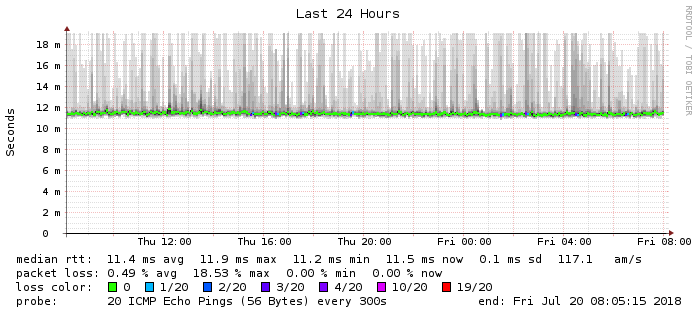 Last 24 Hours
RRDTOOL / TOBI OETIKER
Seconds
18 m
16 m
14 m
12 m
10 m
8 m
6 m
4 m
2 m
0
Thu 12:00 Thu 16:00 Thu 20:00 Fri 00:00 Fri 04:00 Fri 08:00
median rtt: 11.4 ms avg 11.9 ms max 11.2 ms min 11.5 ms now 0.1 ms sd 117.1 am/s
packet loss: 0.49 % avg 18.53 % max 0.00 % min 0.00 % now
loss color: 0 1/20 2/20 3/20 4/20 10/20 19/20
probe: 20 ICMP Echo Pings (56 Bytes) every 300s end: Fri Jul 20 08:05:15 2018